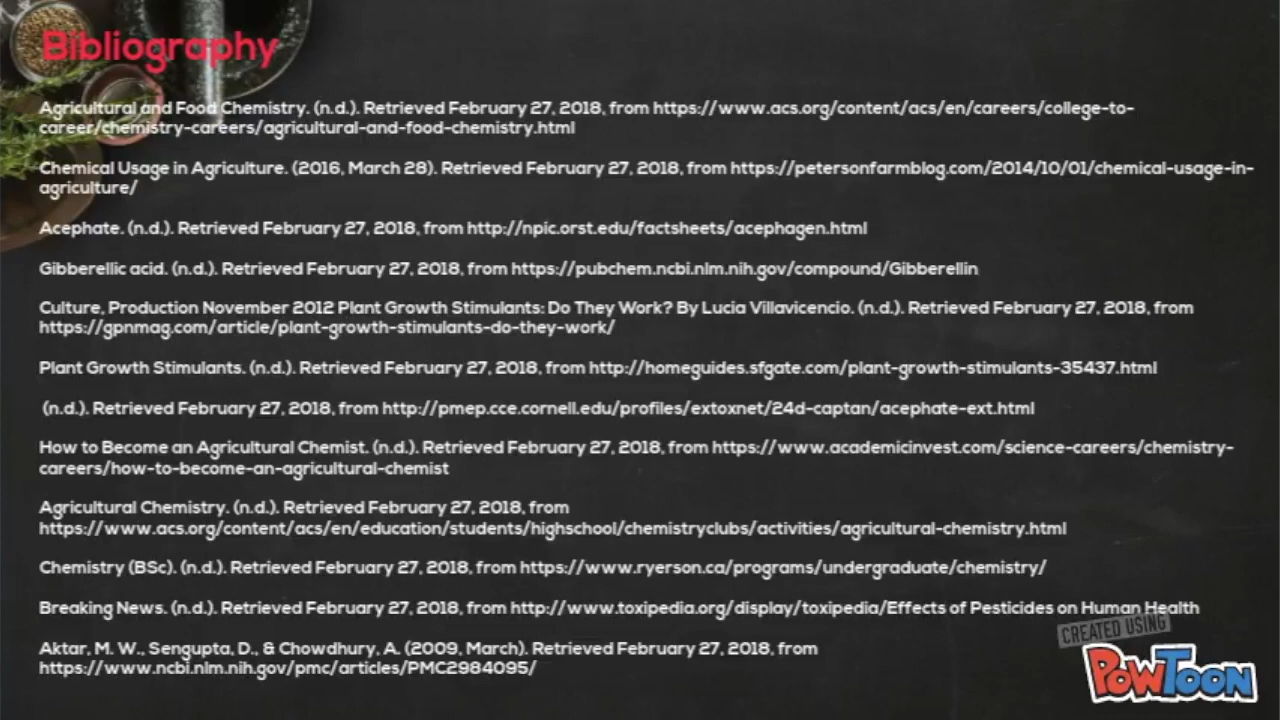 Bibliography
Agricultural and Food Chemistry. (n.d.). Retrieved February 27, 2018, from https://www.acs.org/content/acs/en/careers/college-to-
career/chemistry-careers/agricultural-and-food-chemistry.html
Chemical Usage in Agriculture. (2016, March 28). Retrieved February 27, 2018, from https://petersonfarmblog.com/2014/10/01/chemical-usage-in-
agriculture/
Acephate. (n.d.). Retrieved February 27, 2018, from http://npic.orst.edu/factsheets/acephagen.html
Gibberellic acid. (n.d.). Retrieved February 27, 2018, from https://pubchem.ncbi.nlm.nih.gov/compound/Gibberellin
Culture, Production November 2012 Plant Growth Stimulants: Do They Work? By Lucia Villavicencio. (n.d.). Retrieved February 27, 2018, from
https://gpnmag.com/article/plant-growth-stimulants-do-they-work/
Plant Growth Stimulants. (n.d.). Retrieved February 27, 2018, from http://homeguides.sfgate.com/plant-growth-stimulants-35437.html
(n.d.). Retrieved February 27, 2018, from http://pmep.cce.cornell.edu/profiles/extoxnet/24d-captan/acephate-ext.html
How to Become an Agricultural Chemist. (n.d.). Retrieved February 27, 2018, from https://www.academicinvest.com/science-careers/chemistry-
careers/how-to-become-an-agricultural-chemist
Agricultural Chemistry. (n.d.). Retrieved February 27, 2018, from
https://www.acs.org/content/acs/en/education/students/highschool/chemistryclubs/activities/agricultural-chemistry.html
Chemistry (BSc). (n.d.). Retrieved February 27, 2018, from https://www.ryerson.ca/programs/undergraduate/chemistry/
Breaking News. (n.d.). Retrieved February 27, 2018, from http://www.toxipedia.org/display/toxipedia/Effects of Pesticides on Human Health
Aktar, M. W., Sengupta, D., & Chowdhury, A. (2009, March). Retrieved February 27, 2018, from
https://www.ncbi.nlm.nih.gov/pmc/articles/PMC2984095/
CREATED USING
POWTOON